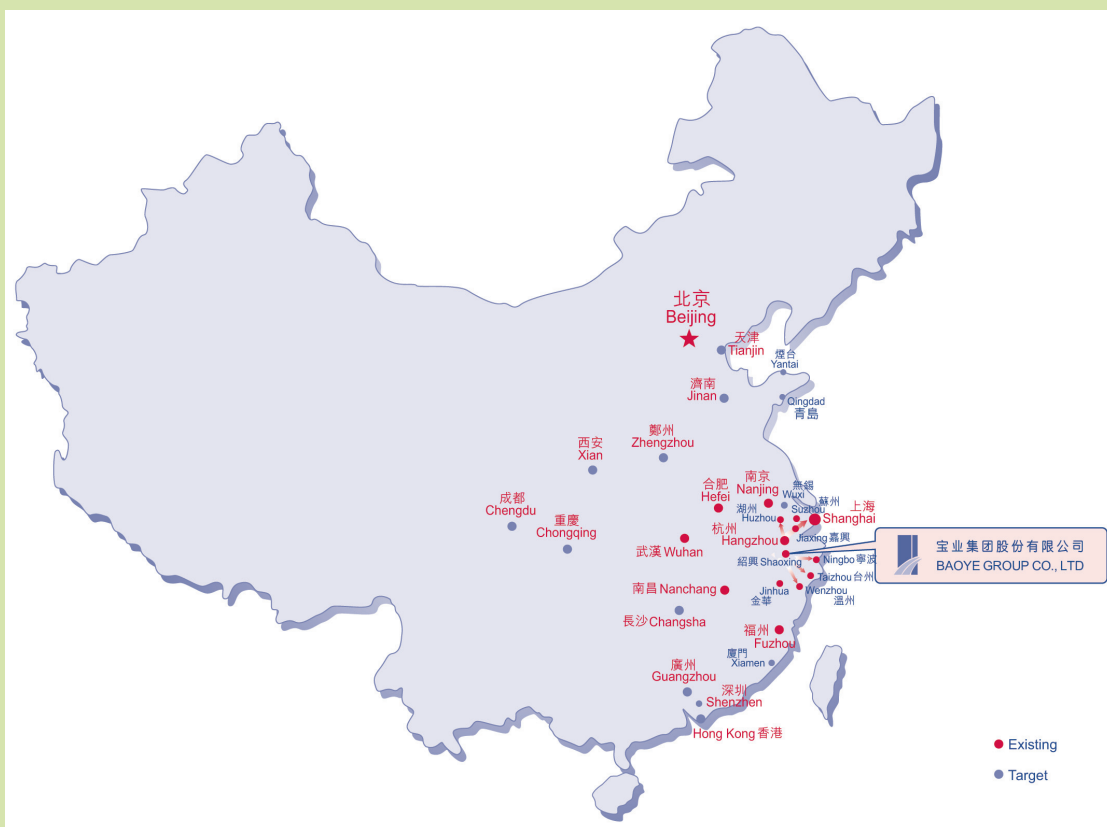 北京
Beijing
天津
Tianjin
煙台
Yantai
濟南
Jinan
Qingdad
青島
鄭州
Zhengzhou
西安
Xian
成都
Chengdu
重慶
Chongqing
合肥
Hefei
南京
Nanjing
無錫
Wuxi
蘇州
Suzhou
上海
Shanghai
湖州
Huzhou
杭州
Hangzhou
Jiaxing 嘉興
武漢 Wuhan
紹興 Shaoxing
Ningbo 寧波
宝业集团股份有限公司
BAOYE GROUP CO., LTD
Taizhou 台州
Jinhua
金華
Wenzhou
溫州
南昌 Nanchang
長沙 Changsha
福州
Fuzhou
廈門
Xiamen
廣州
Guangzhou
深圳
Shenzhen
Hong Kong 香港
Existing
Target